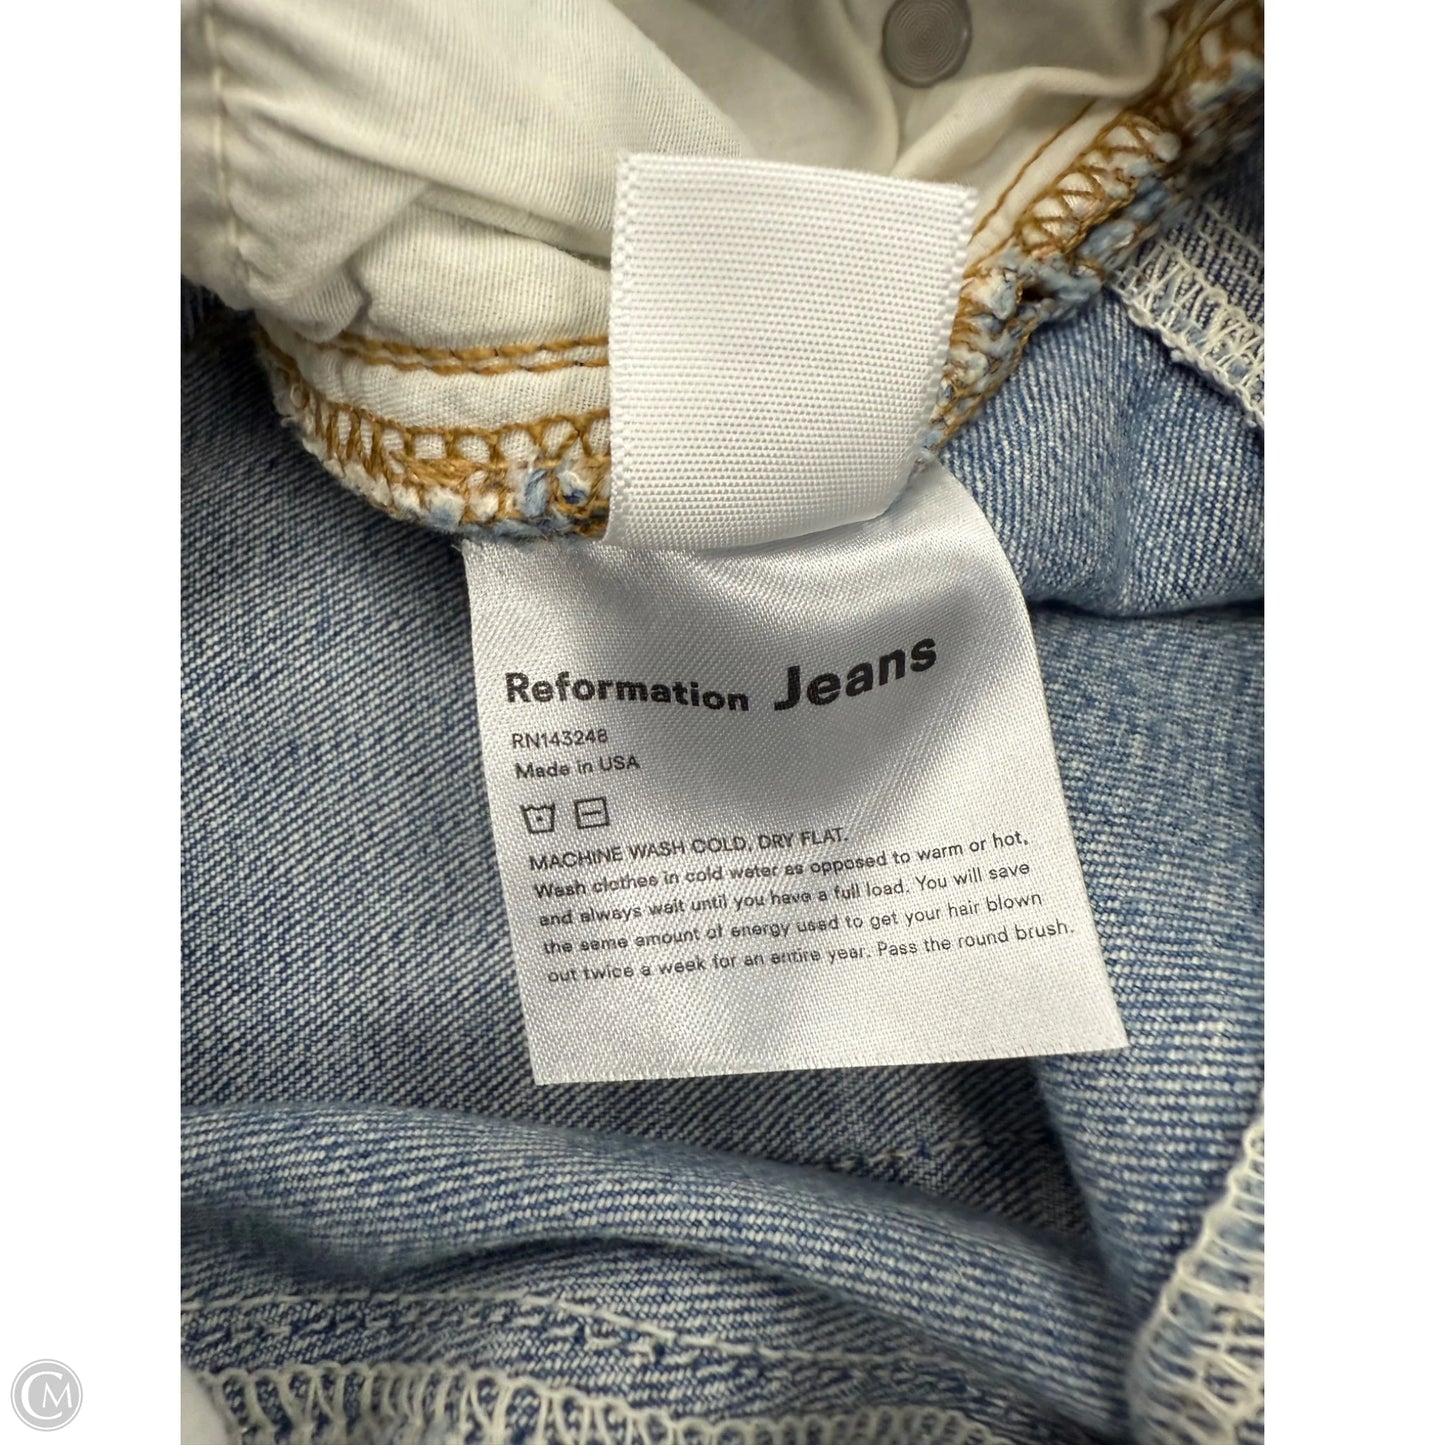 Reformation Jeans
RN143248
Made in USA
MACHINE WASH COLD, DRY FLAT.
Wash clothes in cold water as opposed to warm or hot,
and always wait until you have a full load. You will save
the same amount of energy used to get your hair blown
out twice a week for an entire year. Pass the round brush.
CM